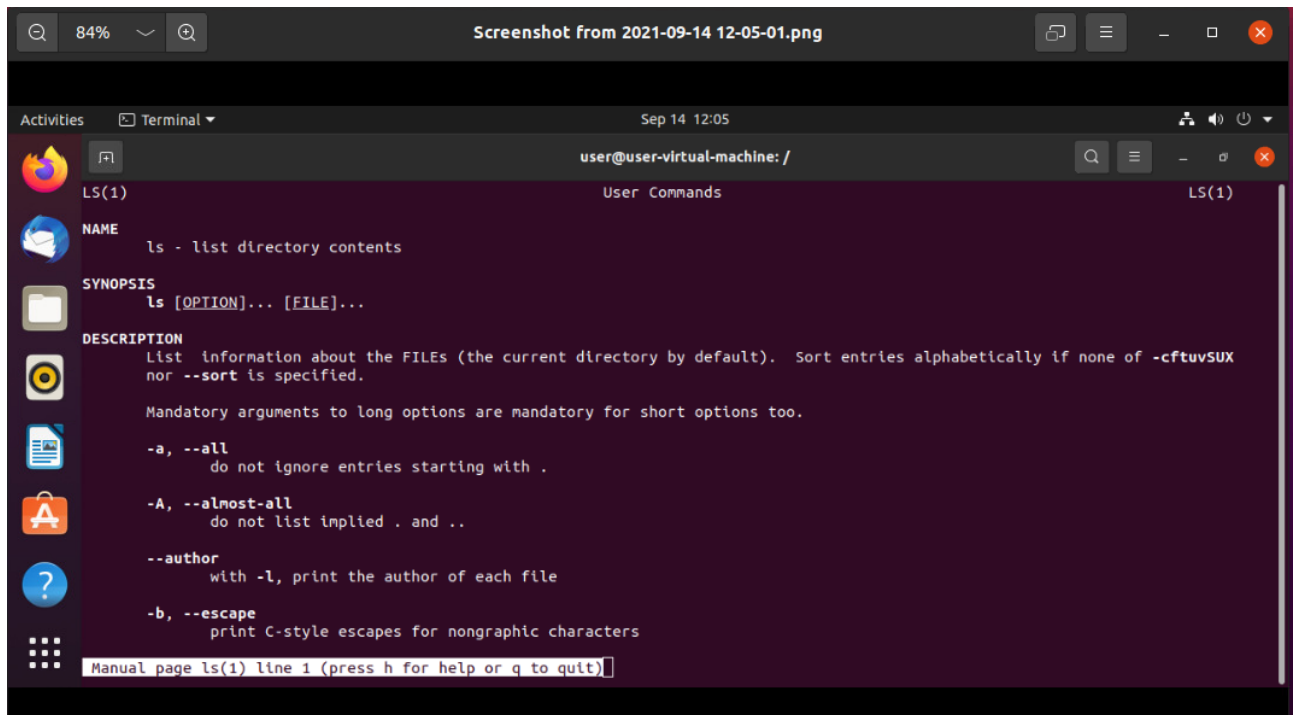 84%
Screenshot from 2021-09-14 12-05-01.png
Activities
Terminal
Sep 14 12:05
user@user-virtual-machine: /
LS(1) User Commands LS(1)
NAME
ls - list directory contents
SYNOPSIS
ls [OPTION]... [FILE]...
DESCRIPTION
List  information about the FILEs (the current directory by default).  Sort entries alphabetically if none of -cftuvSUX
nor --sort is specified.
Mandatory arguments to long options are mandatory for short options too.
-a, --all
do not ignore entries starting with .
-A, --almost-all
do not list implied . and ..
--author
with -l, print the author of each file
-b, --escape
print C-style escapes for nongraphic characters
Manual page ls(1) line 1 (press h for help or q to quit)